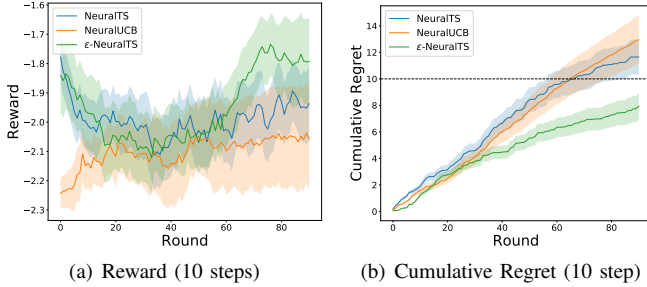 NeuralTS
NeuralUCB
ε-NeuralTS
Reward
−1.6
−1.7
−1.8
−1.9
−2.0
−2.1
−2.2
−2.3
0 20 40 60 80
Round
(a) Reward (10 steps)
NeuralTS
NeuralUCB
ε-NeuralTS
Cumulative Regret
14
12
10
8
6
4
2
0
0 20 40 60 80
Round
(b) Cumulative Regret (10 step)